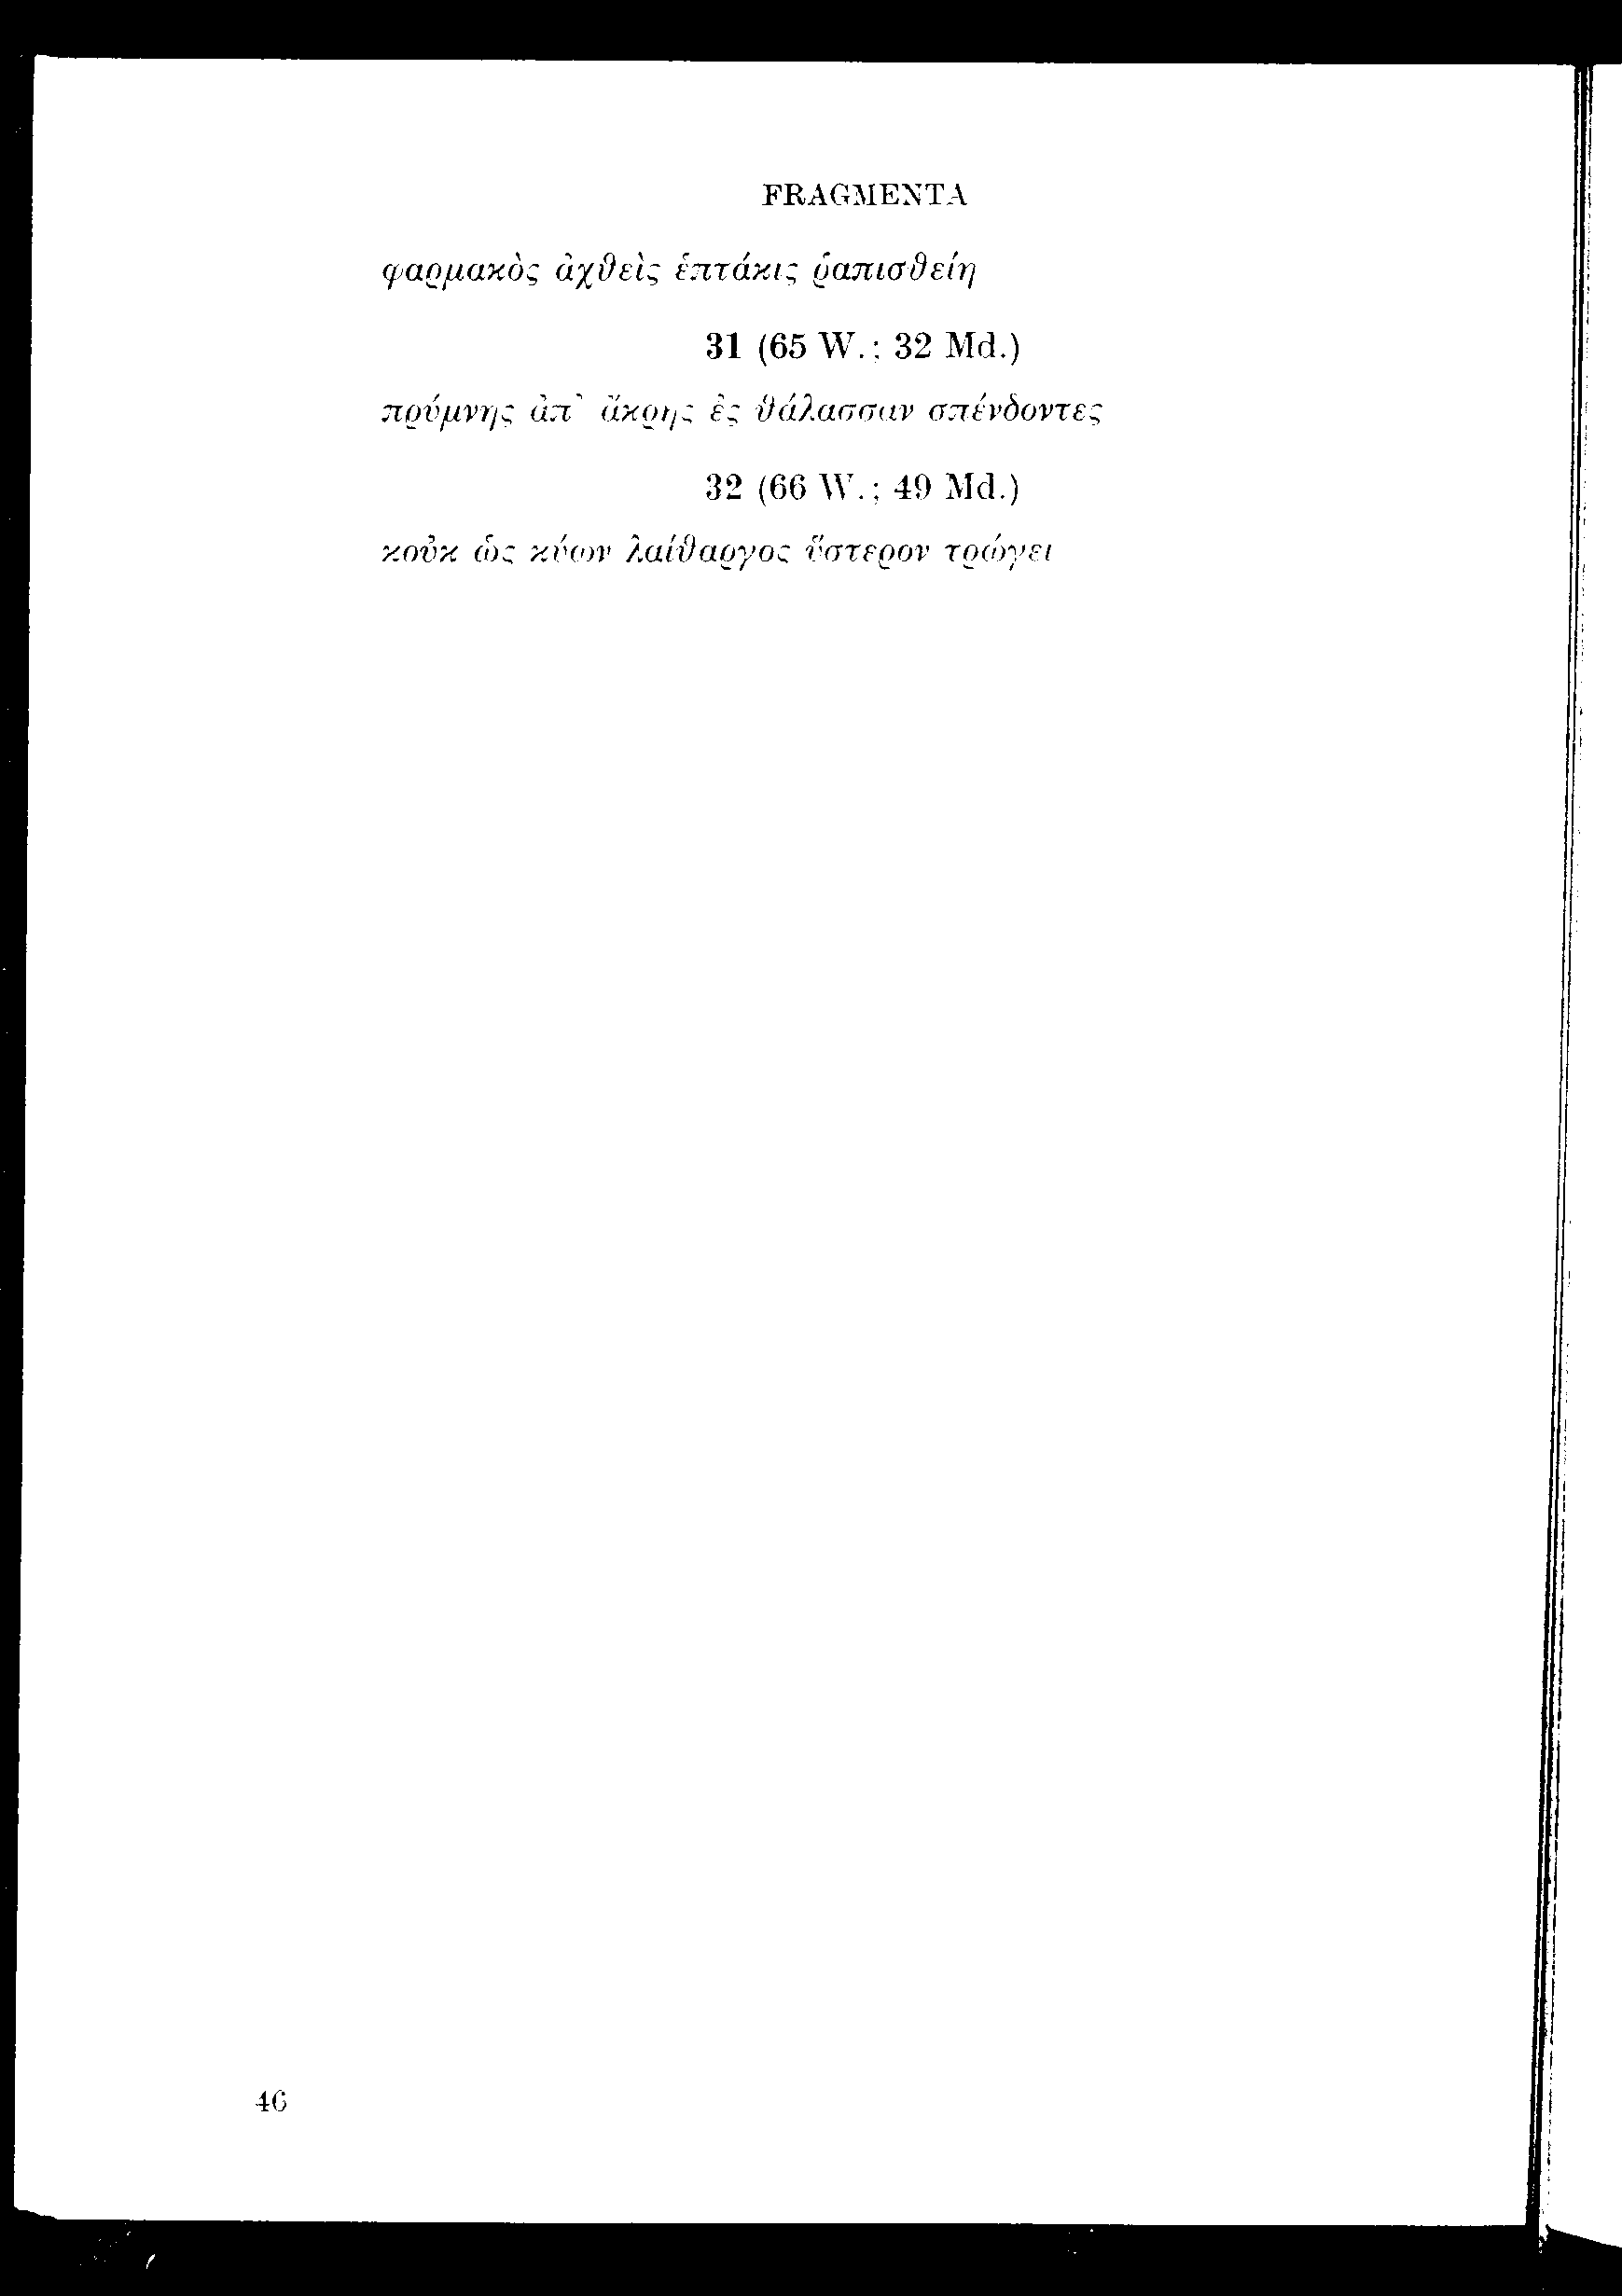 FRAGMENTA
φαρμακὸς ἀχθεὶς ἑπτάκις ῥαπισθείη
31 (65 W.; 32 Md.)
πρύμνης ἀπ’ ἄκρης ἐς θάλασσαν σπένδοντες
32 (66 W.; 49 Md.)
κοὐκ ὡς κύων λαίθαργος ὕστερον τρώγει
46